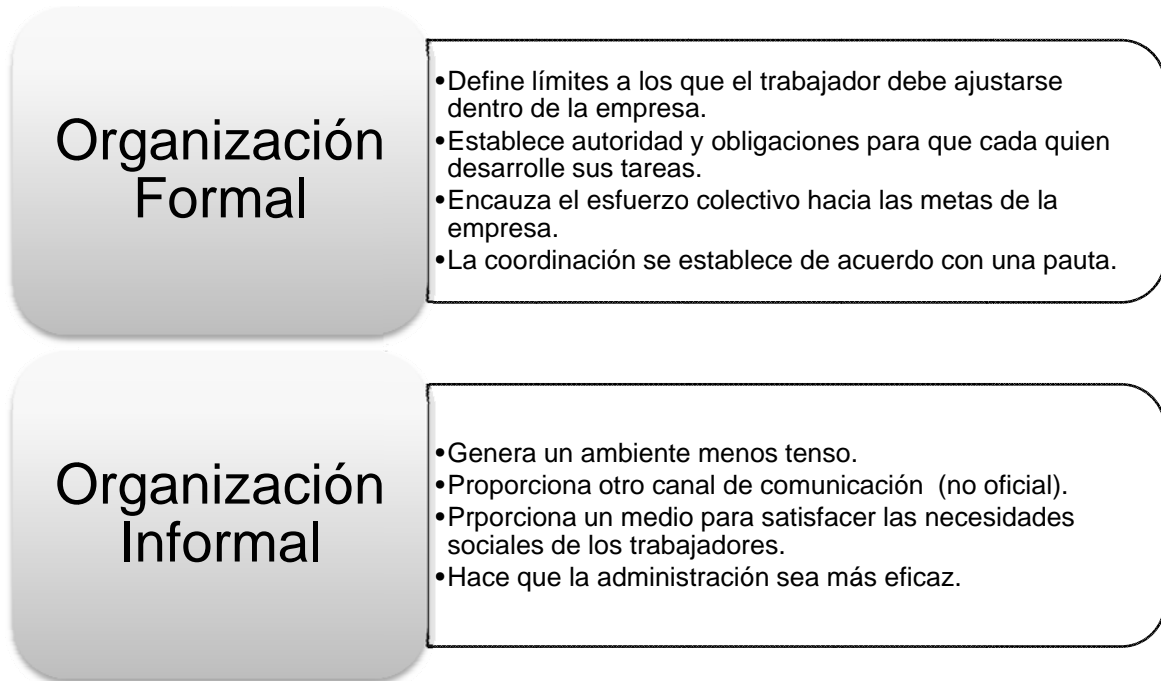 Organización
Formal
•Define límites a los que el trabajador debe ajustarse
dentro de la empresa.
•Establece autoridad y obligaciones para que cada quien
desarrolle sus tareas.
•Encauza el esfuerzo colectivo hacia las metas de la
empresa.
•La coordinación se establece de acuerdo con una pauta.
Organización
Informal
•Genera un ambiente menos tenso.
•Proporciona otro canal de comunicación (no oficial).
•Prporciona un medio para satisfacer las necesidades
sociales de los trabajadores.
•Hace que la administración sea más eficaz.